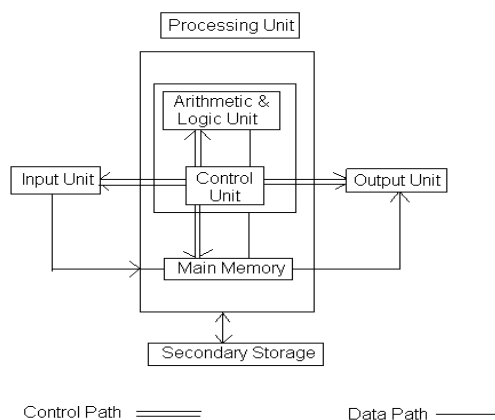 Processing Unit
Arithmetic &
Logic Unit
Input Unit
Control
Unit
Output Unit
Main Memory
Secondary Storage
Control Path
Data Path